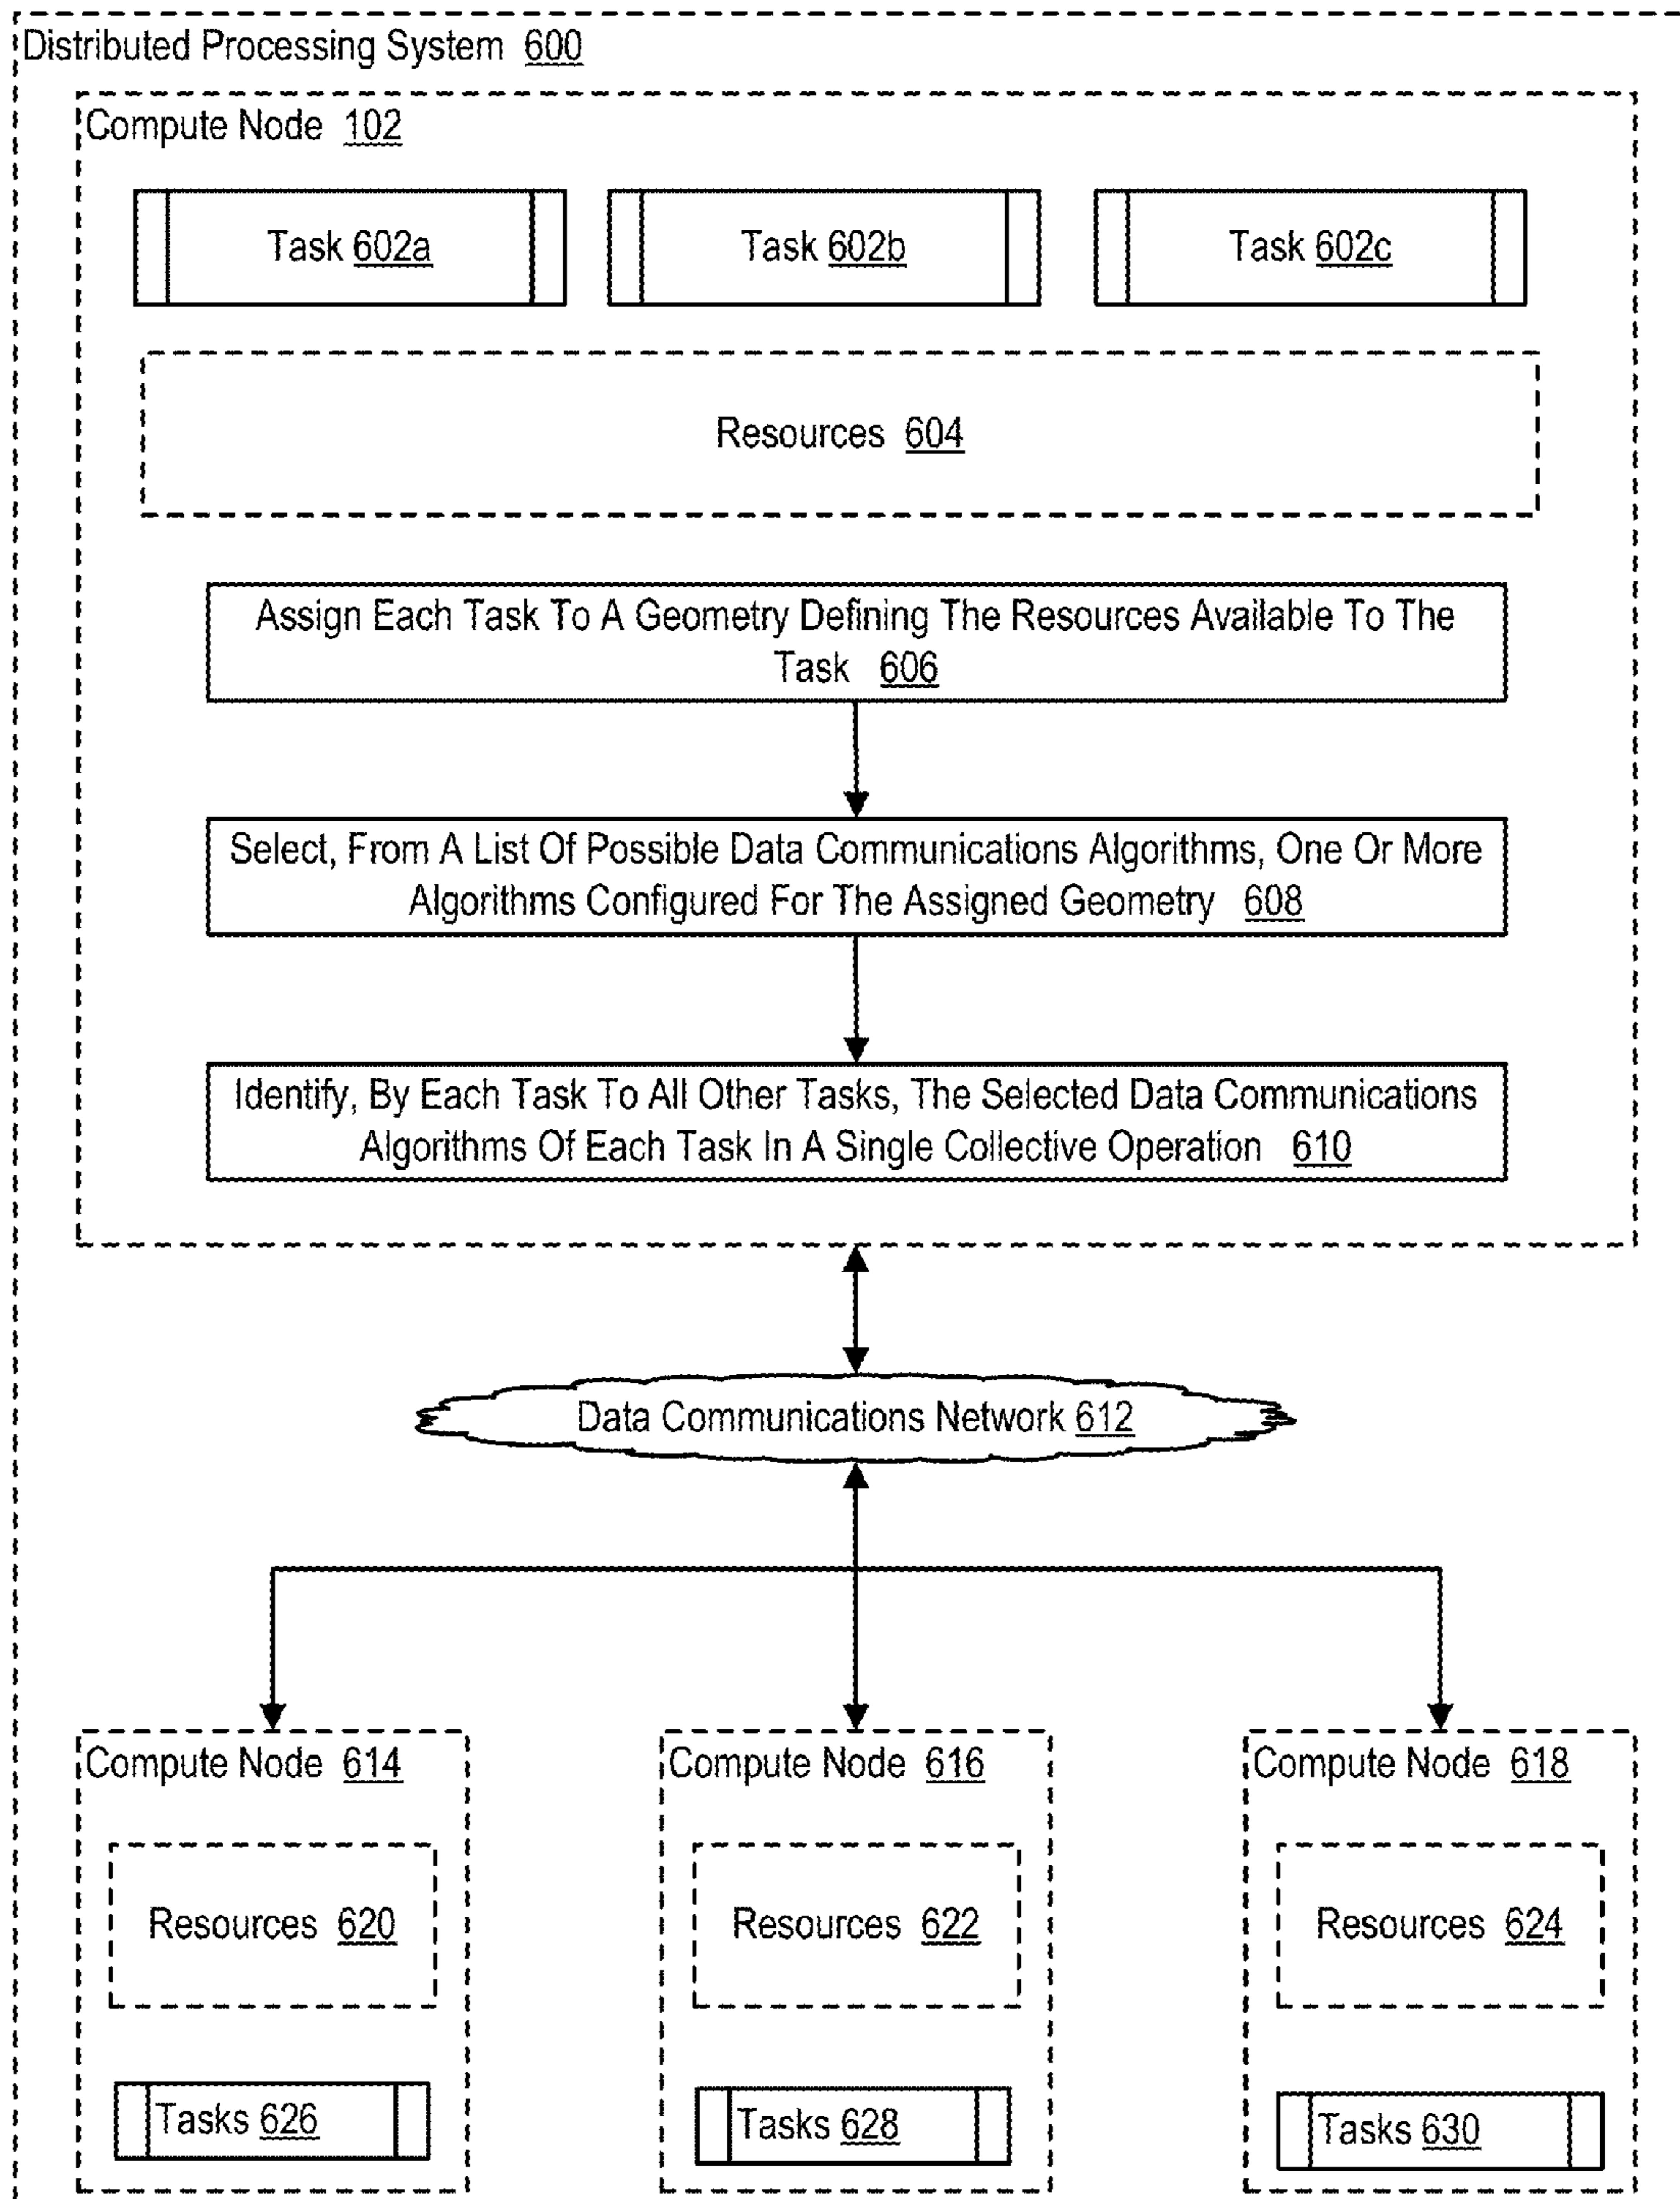 Distributed Processing System 600
Compute Node 102
Task 602a
Task 602b
Task 602c
Resources 604
Assign Each Task To A Geometry Defining The Resources Available To The
Task 606
Select, From A List Of Possible Data Communications Algorithms, One Or More
Algorithms Configured For The Assigned Geometry 608
Identify, By Each Task To All Other Tasks, The Selected Data Communications
Algorithms Of Each Task In A Single Collective Operation 610
Data Communications Network 612
Compute Node 614
Resources 620
Tasks 626
Compute Node 616
Resources 622
Tasks 628
Compute Node 618
Resources 624
Tasks 630